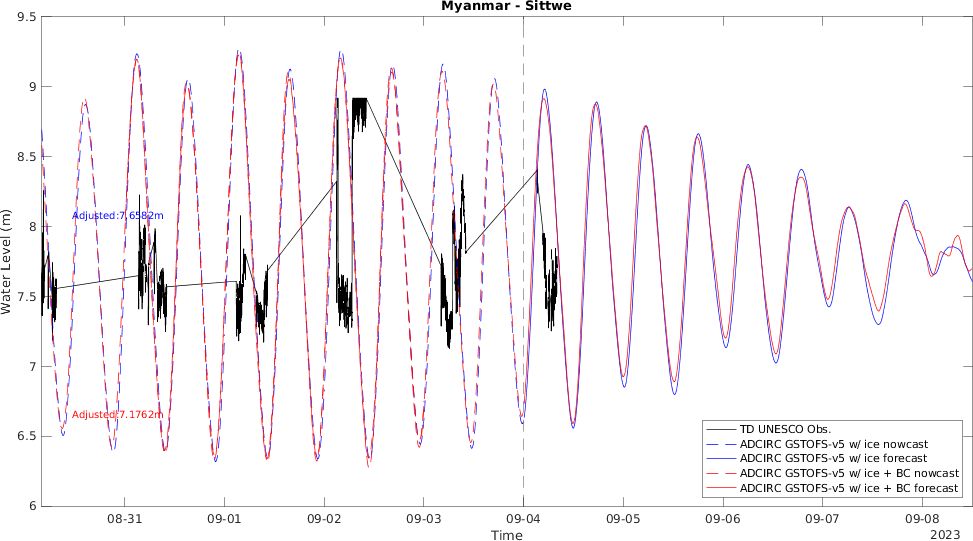 Myanmar - Sittwe
9.5
9
8.5
8
7.5
7
6.5
6
Water Level (m)
Adjusted:7.6582m
Adjusted:7.1762m
TD UNESCO Obs.
ADCIRC GSTOFS-v5 w/ ice nowcast
ADCIRC GSTOFS-v5 w/ ice forecast
ADCIRC GSTOFS-v5 w/ ice + BC nowcast
ADCIRC GSTOFS-v5 w/ ice + BC forecast
08-31 09-01 09-02 09-03 09-04 09-05 09-06 09-07 09-08
Time
2023